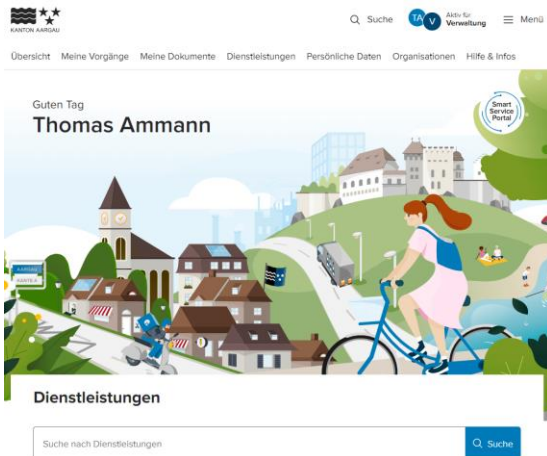 KANTON AARGAU
Suche
TA V Aktiv für
Verwaltung
Menü
Übersicht Meine Vorgänge Meine Dokumente Dienstleistungen Persönliche Daten Organisationen Hilfe & Infos
Guten Tag
Thomas Ammann
Smart
Service
Portal
AARGAU
Dienstleistungen
Suche nach Dienstleistungen
Suche